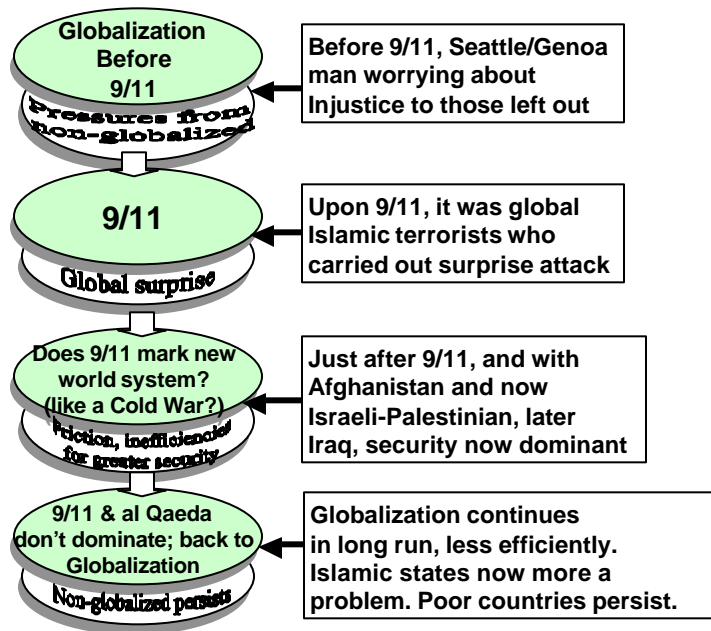 Globalization
Before
9/11
Pressures from
non-globalized
Before 9/11, Seattle/Genoa
man worrying about
Injustice to those left out
9/11
Global surprise
Upon 9/11, it was global
Islamic terrorists who
carried out surprise attack
Does 9/11 mark new
world system?
(like a Cold War?)
Friction, inefficiencies
for greater security
Just after 9/11, and with
Afghanistan and now
Israeli-Palestinian, later
Iraq, security now dominant
9/11 & al Qaeda
don’t dominate; back to
Globalization
Non-globalized persists
Globalization continues
in long run, less efficiently.
Islamic states now more a
problem. Poor countries persist.